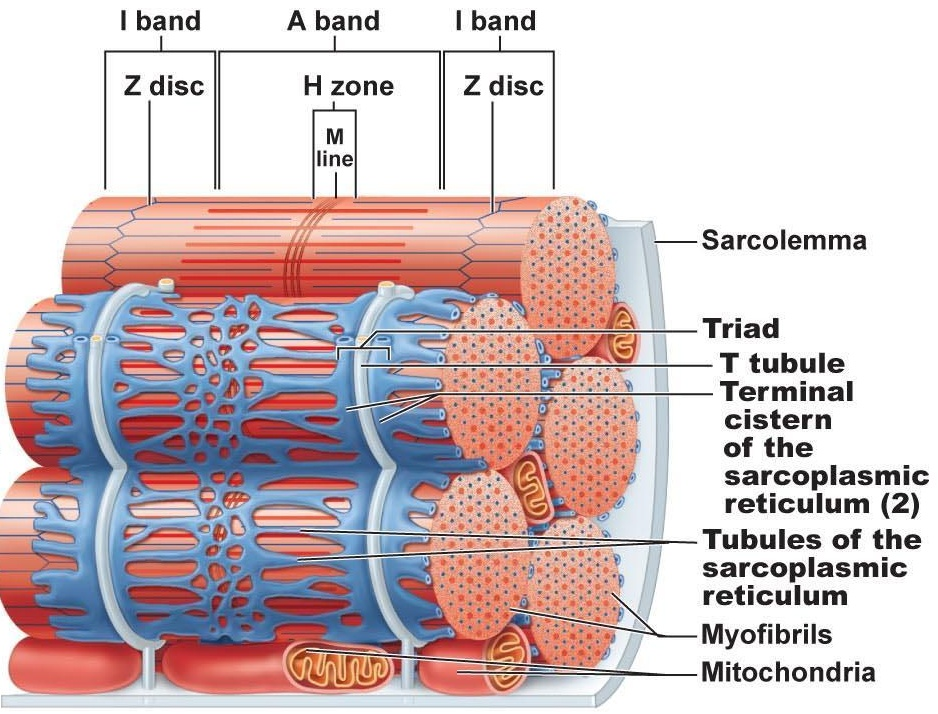 I band A band I band
Z disc H zone Z disc
M
line
Sarcolemma
Triad
T tubule
Terminal
cistern
of the
sarcoplasmic
reticulum (2)
Tubules of the
sarcoplasmic
reticulum
Myofibrils
Mitochondria